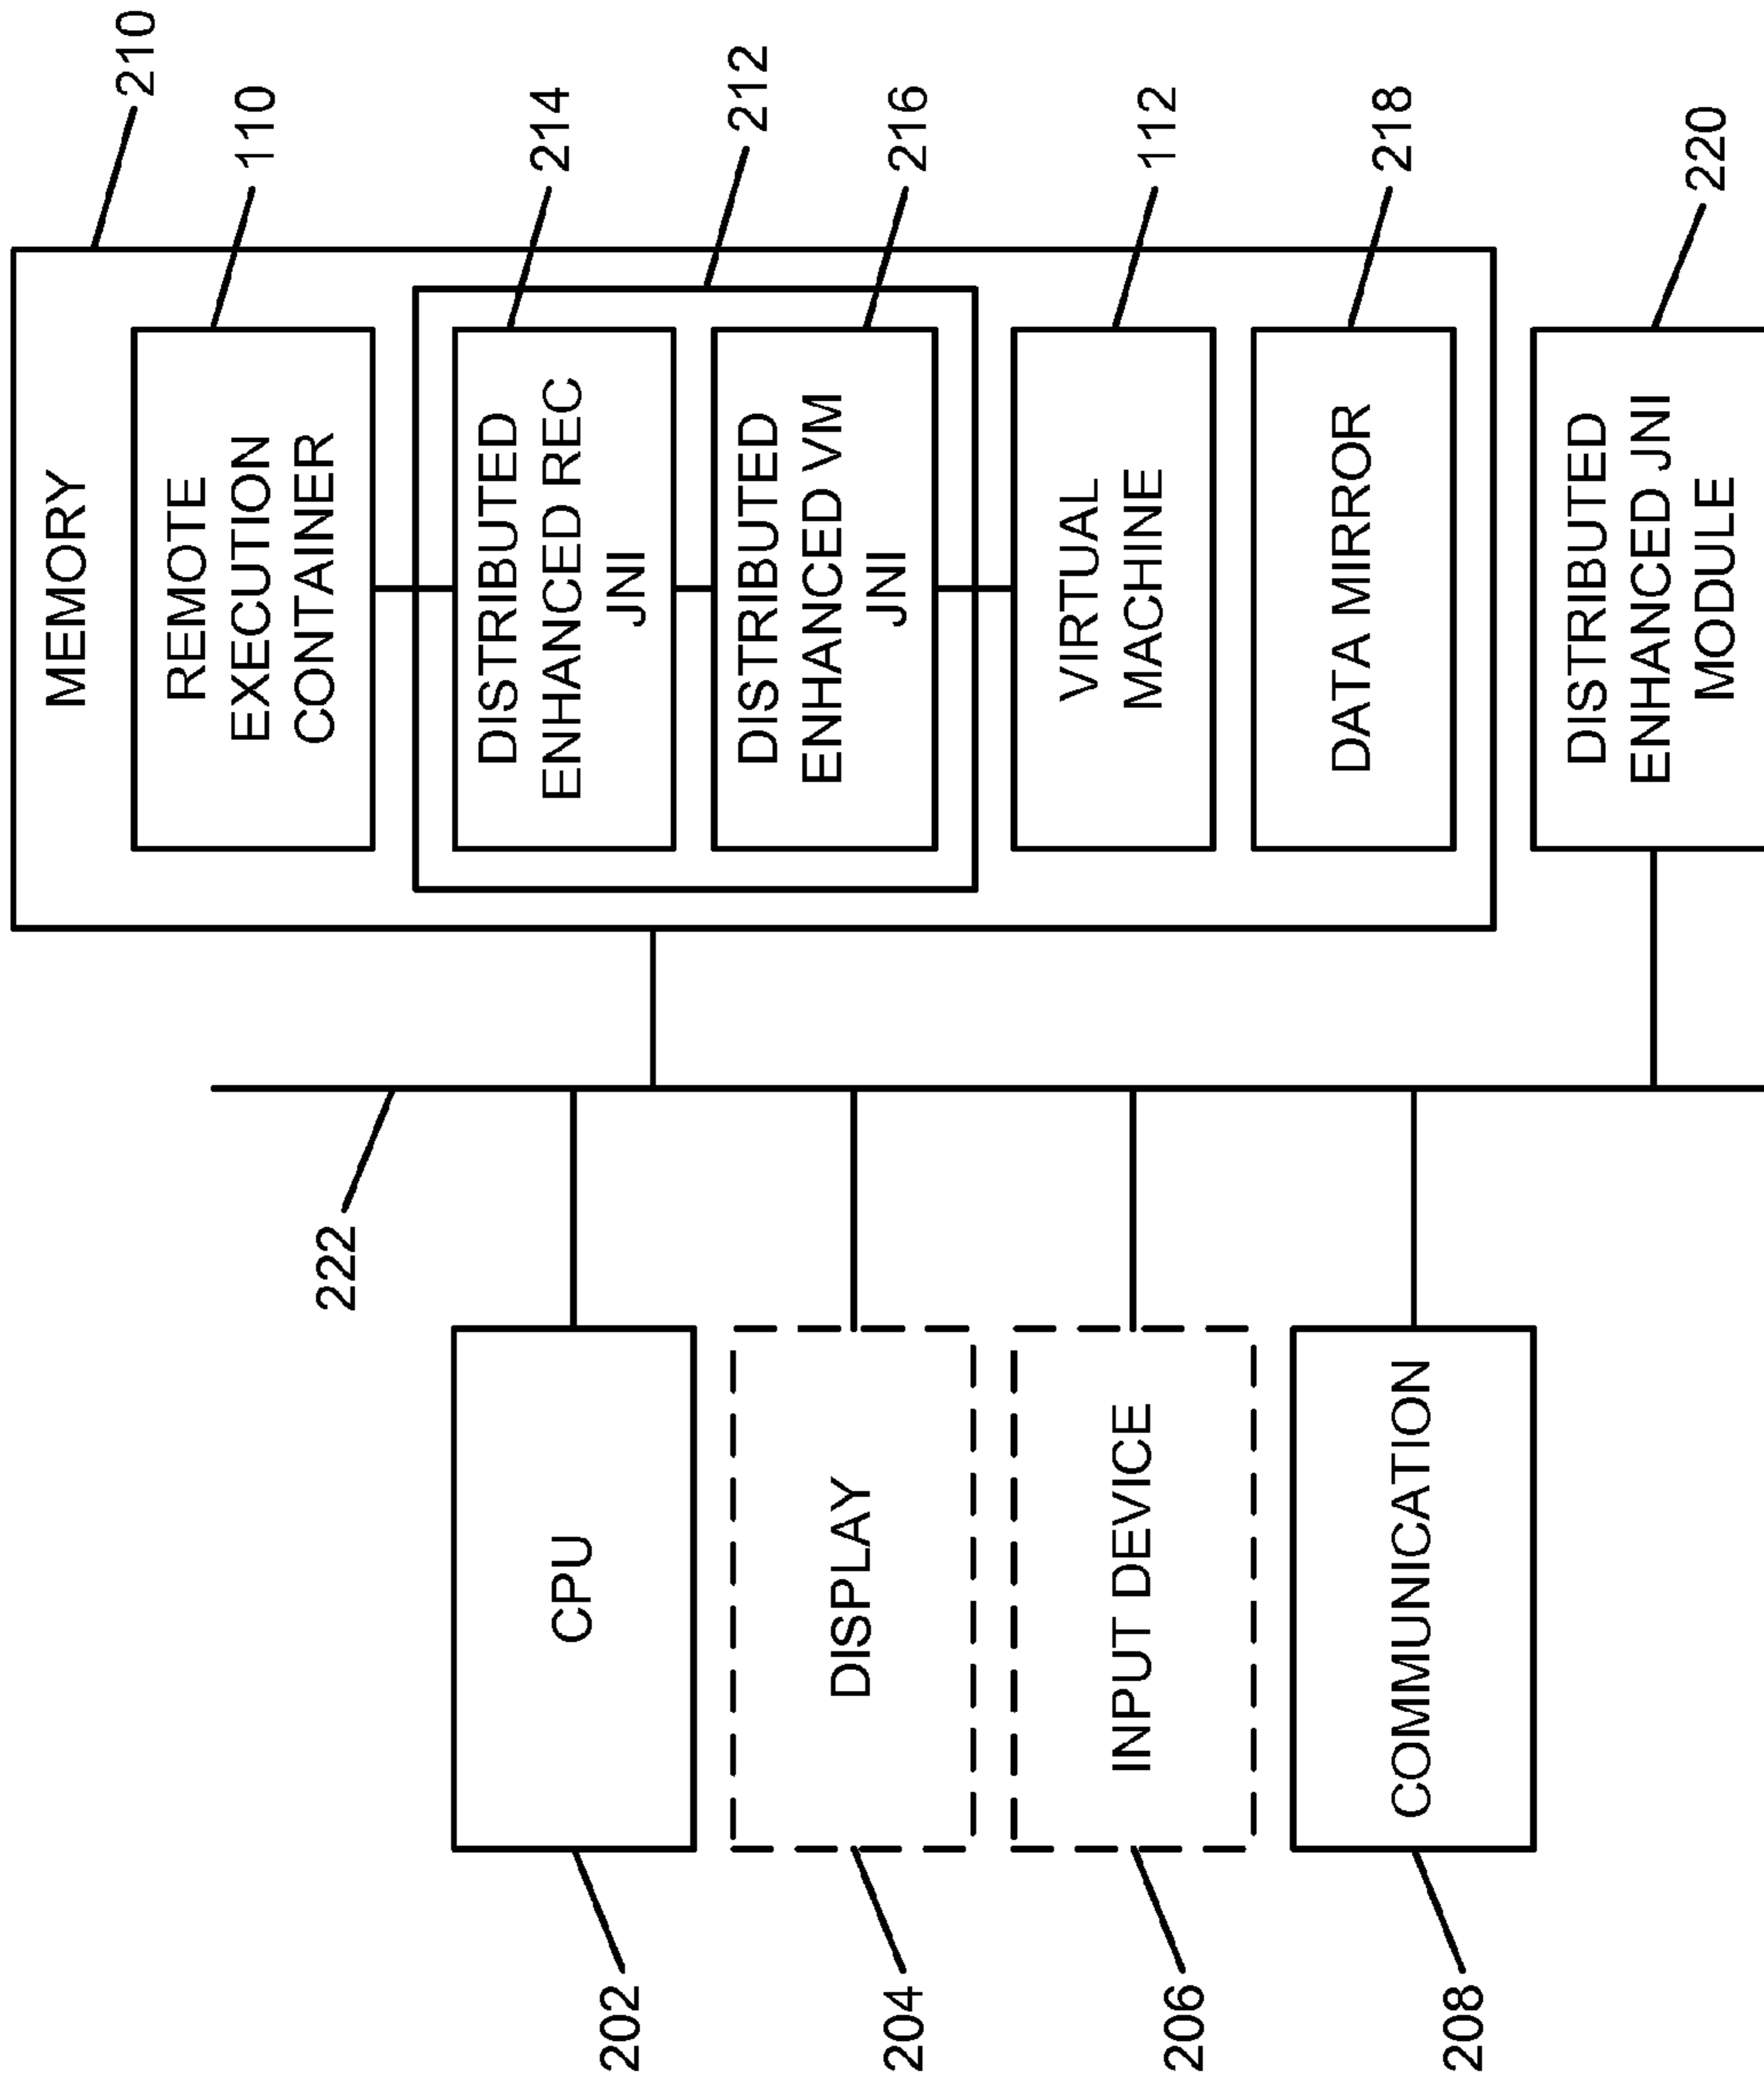 MEMORY
210
REMOTE
EXECUTION
CONTAINER
110
DISTRIBUTED
ENHANCED REC
JNI
214
212
DISTRIBUTED
ENHANCED VM
JNI
216
VIRTUAL
MACHINE
112
DATA MIRROR
218
DISTRIBUTED
ENHANCED JNI
MODULE
220
222
CPU
202
DISPLAY
204
INPUT DEVICE
206
COMMUNICATION
208